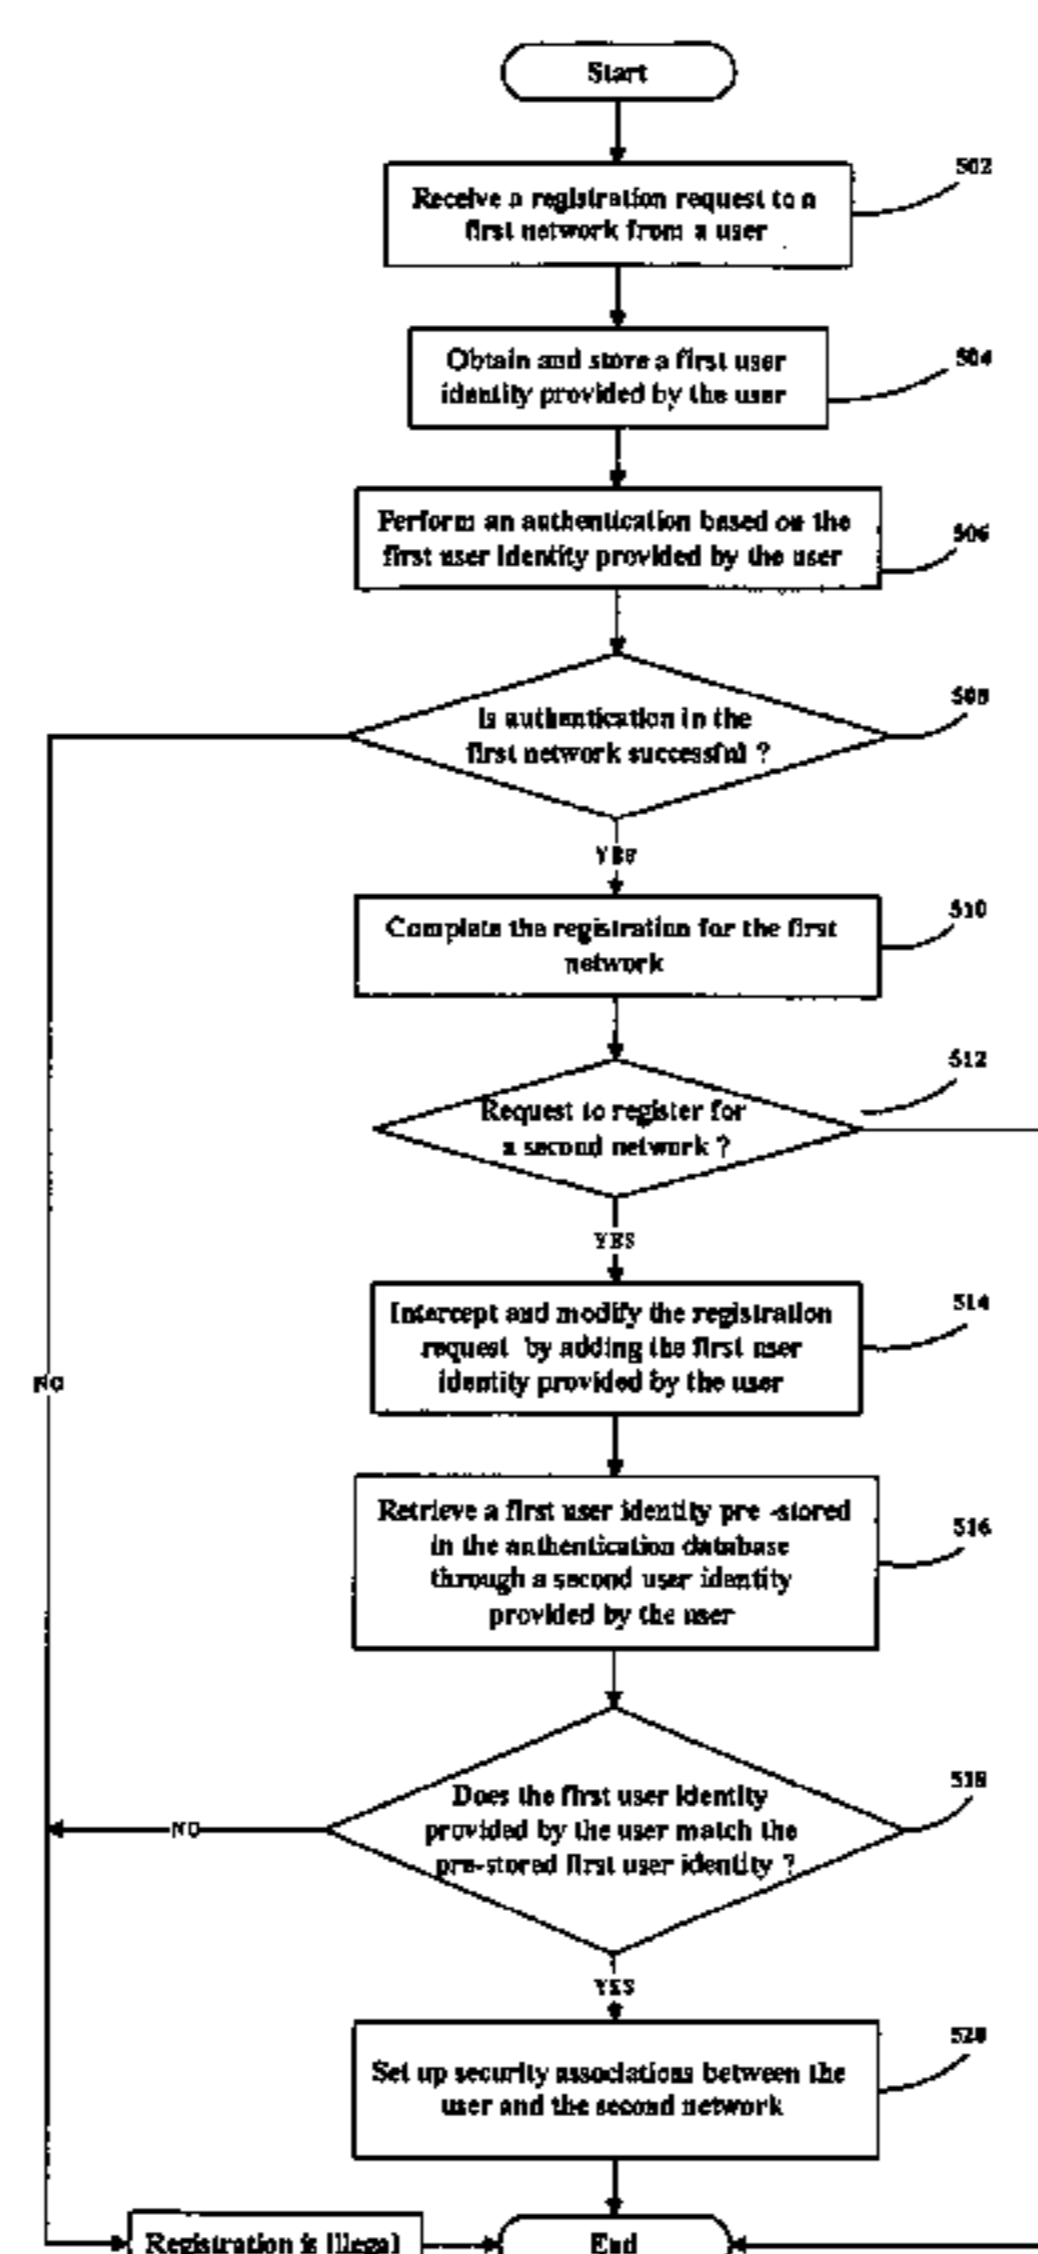 Start
502
Receive a registration request to a
first network from a user
504
Obtain and store a first user
identity provided by the user
506
Perform an authentication based on the
first user identity provided by the user
508
Is authentication in the
first network successful ?
YES
510
Complete the registration for the first
network
512
Request to register for
a second network ?
YES
514
Intercept and modify the registration
request by adding the first user
identity provided by the user
NO
516
Retrieve a first user identity pre -stored
in the authentication database
through a second user identity
provided by the user
518
Does the first user identity
provided by the user match the
pre-stored first user identity ?
NO
YES
520
Set up security associations between the
user and the second network
Registration is illegal
End